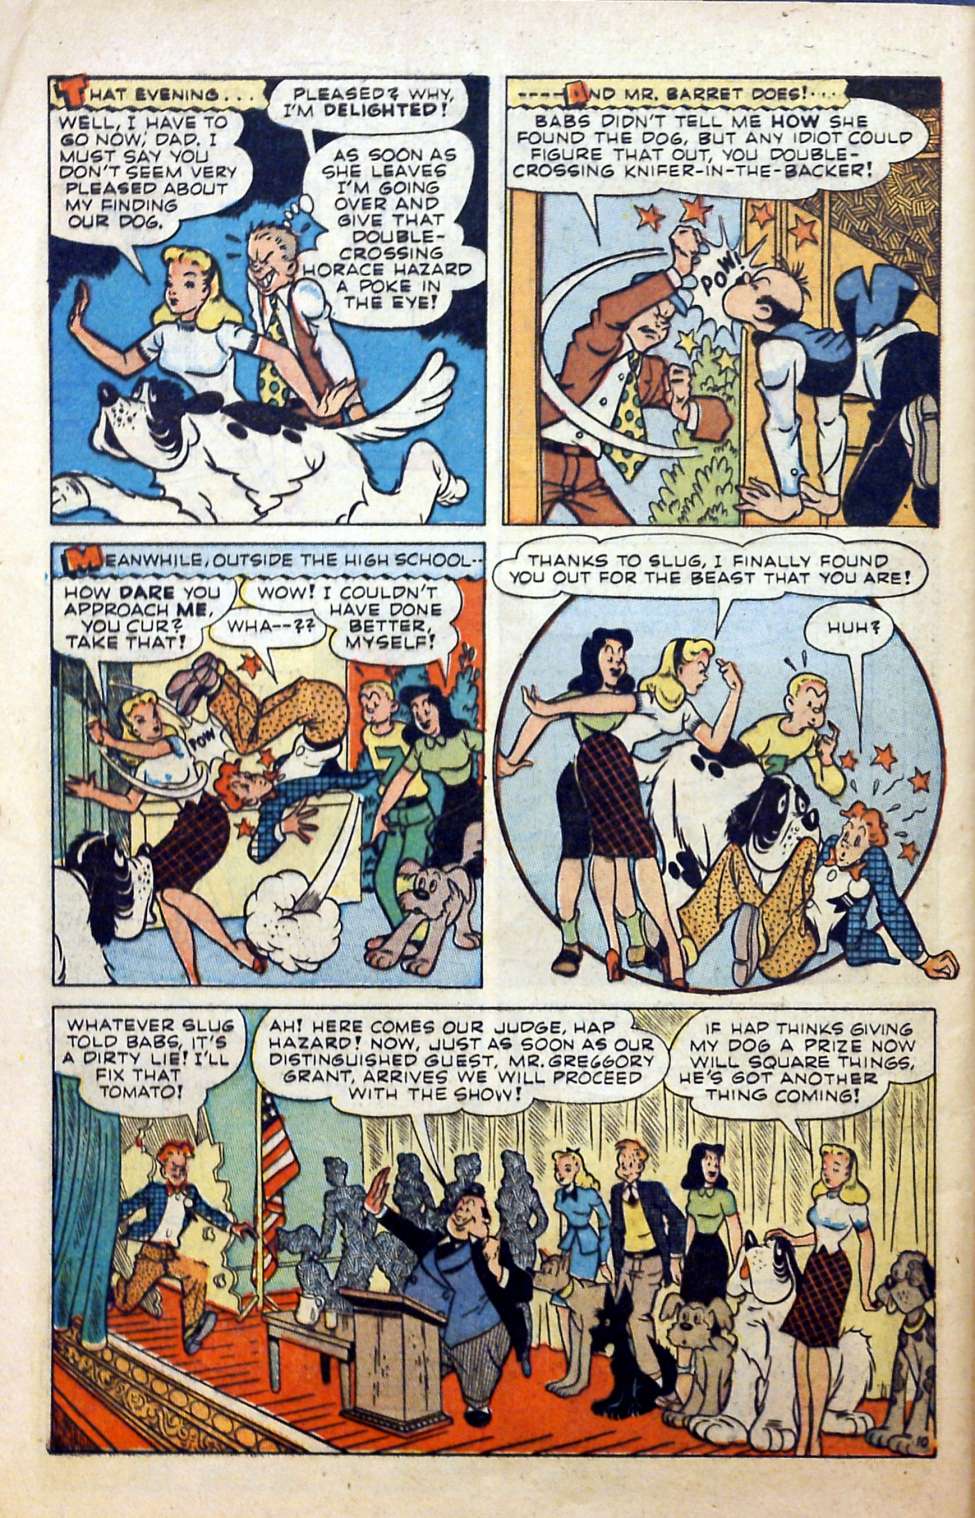 THAT EVENING...
WELL, I HAVE TO
GO NOW, DAD. I
MUST SAY YOU
DON'T SEEM VERY
PLEASED ABOUT
MY FINDING
OUR DOG.
PLEASED? WHY,
I'M DELIGHTED!
AS SOON AS
SHE LEAVES
I'M GOING
OVER AND
GIVE THAT
DOUBLE-
CROSSING
HORACE HAZARD
A POKE IN
THE EYE!
----AND MR. BARRET DOES!...
BABS DIDN'T TELL ME HOW SHE
FOUND THE DOG, BUT ANY IDIOT COULD
FIGURE THAT OUT, YOU DOUBLE-
CROSSING KNIFER-IN-THE-BACKER!
POW!
MEANWHILE, OUTSIDE THE HIGH SCHOOL--
HOW DARE YOU
APPROACH ME,
YOU CUR?
TAKE THAT!
WHA--??
WOW! I COULDN'T
HAVE DONE
BETTER,
MYSELF!
POW
THANKS TO SLUG, I FINALLY FOUND
YOU OUT FOR THE BEAST THAT YOU ARE!
HUH?
WHATEVER SLUG
TOLD BABS, IT'S
A DIRTY LIE! I'LL
FIX THAT
TOMATO!
AH! HERE COMES OUR JUDGE, HAP
HAZARD! NOW, JUST AS SOON AS OUR
DISTINGUISHED GUEST, MR. GREGGORY
GRANT, ARRIVES WE WILL PROCEED
WITH THE SHOW!
IF HAP THINKS GIVING
MY DOG A PRIZE NOW
WILL SQUARE THINGS,
HE'S GOT ANOTHER
THING COMING!
10